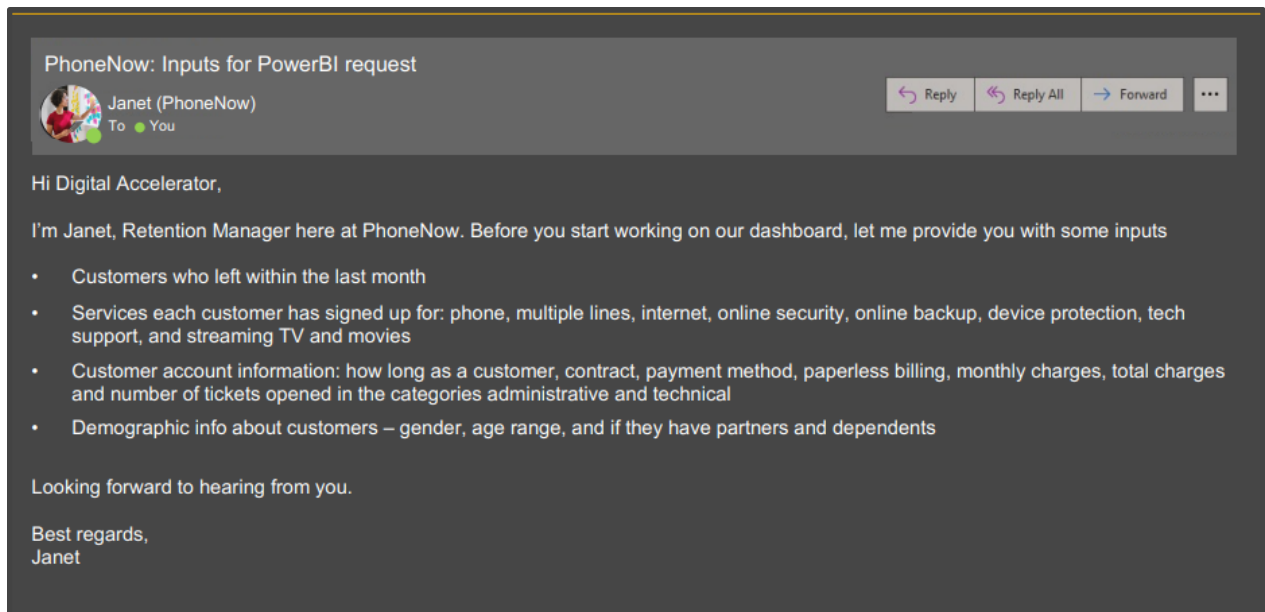 PhoneNow: Inputs for PowerBI request
Janet (PhoneNow)
To You
Reply
Reply All
Forward
Hi Digital Accelerator,
I'm Janet, Retention Manager here at PhoneNow. Before you start working on our dashboard, let me provide you with some inputs
• Customers who left within the last month
• Services each customer has signed up for: phone, multiple lines, internet, online security, online backup, device protection, tech
support, and streaming TV and movies
• Customer account information: how long as a customer, contract, payment method, paperless billing, monthly charges, total charges
and number of tickets opened in the categories administrative and technical
• Demographic info about customers – gender, age range, and if they have partners and dependents
Looking forward to hearing from you.
Best regards,
Janet